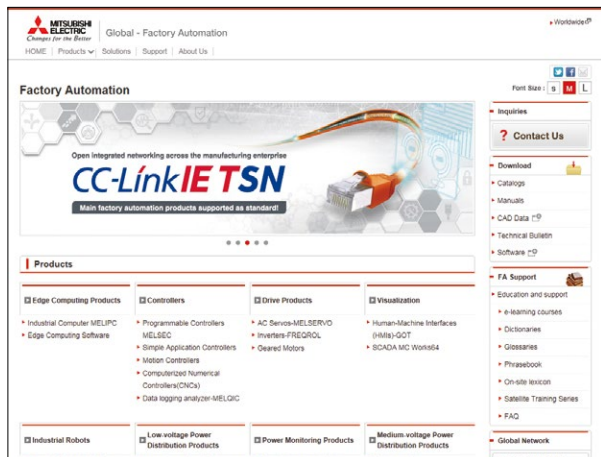 MITSUBISHI
ELECTRIC
Changes for the Better
Global - Factory Automation
Worldwide
HOME | Products | Solutions | Support | About Us
Font Size : S M L
Factory Automation
Open integrated networking across the manufacturing enterprise
CC-Link IE TSN
Main factory automation products supported as standard!
Inquiries
? Contact Us
Download
Catalogs
Manuals
CAD Data
Technical Bulletin
Software
Products
Edge Computing Products
Industrial Computer MELIPC
Edge Computing Software
Controllers
Programmable Controllers
MELSEC
Simple Application Controllers
Motion Controllers
Computerized Numerical
Controllers(CNCs)
Data logging analyzer-MELQIC
Drive Products
AC Servos-MELSERVO
Inverters-FREQROL
Geared Motors
Visualization
Human-Machine Interfaces
(HMIs)-GOT
SCADA MC Works64
FA Support
Education and support
e-learning courses
Dictionaries
Glossaries
Phrasebook
On-site lexicon
Satellite Training Series
FAQ
Industrial Robots
Low-voltage Power
Distribution Products
Power Monitoring Products
Medium-voltage Power
Distribution Products
Global Network